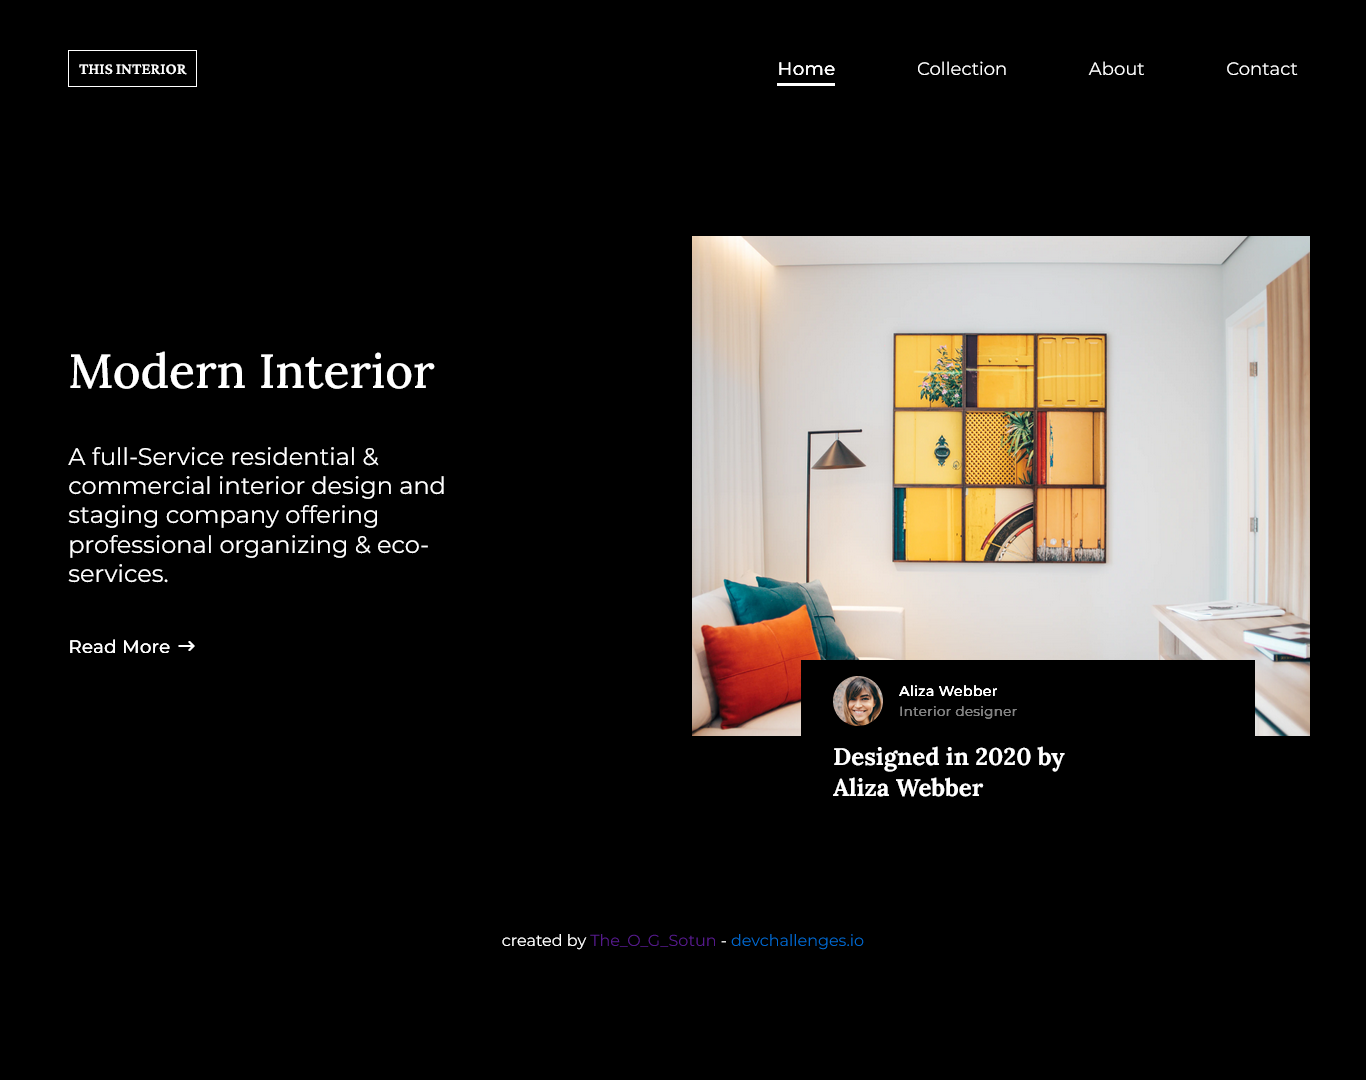 THIS INTERIOR
Home
Collection
About
Contact
Modern Interior
A full-Service residential &
commercial interior design and
staging company offering
professional organizing & eco-
services.
Read More →
Aliza Webber
Interior designer
Designed in 2020 by
Aliza Webber
created by The_O_G_Sotun - devchallenges.io